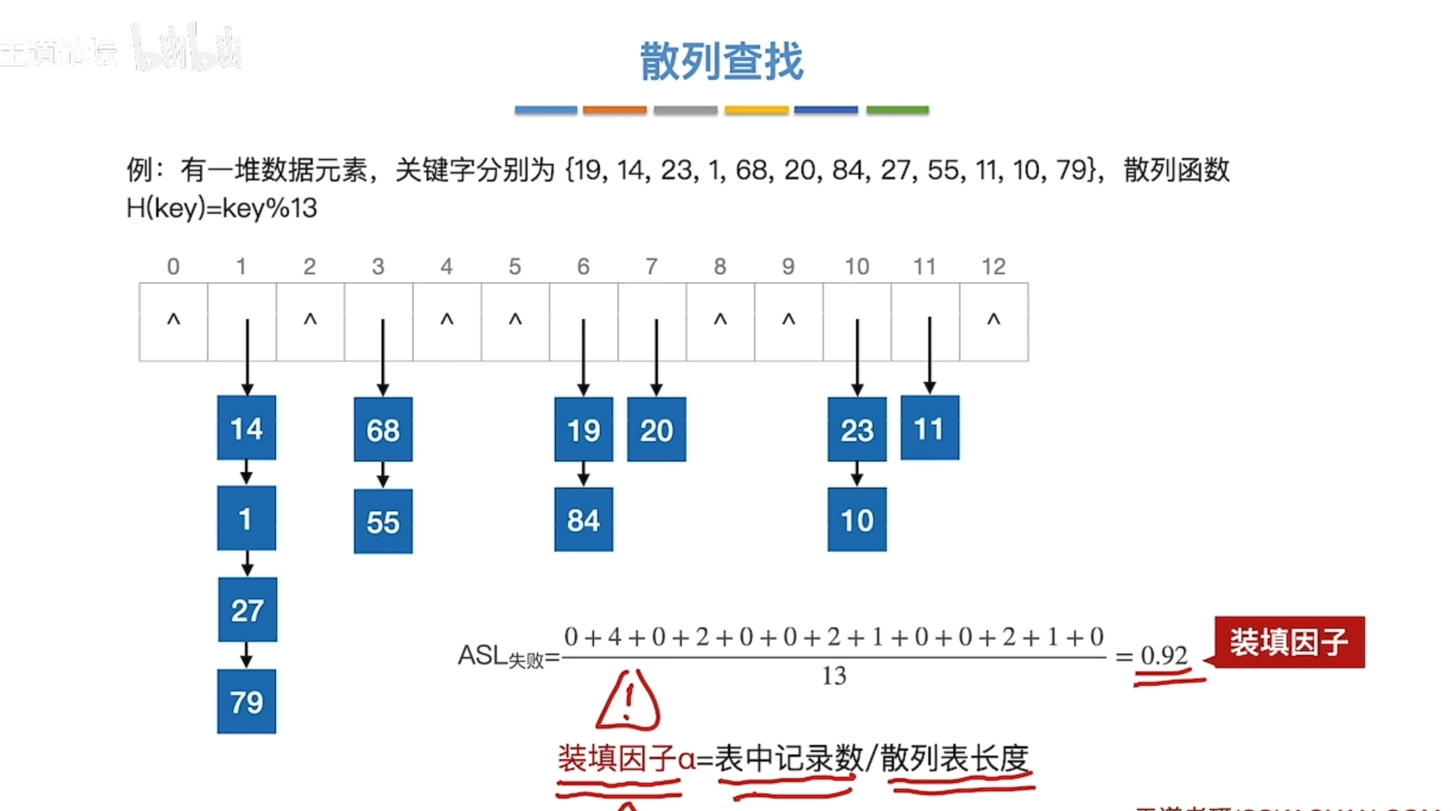 王道论坛 bilibili
散列查找
例：有一堆数据元素，关键字分别为 {19, 14, 23, 1, 68, 20, 84, 27, 55, 11, 10, 79}，散列函数
H(key)=key%13
0 1 2 3 4 5 6 7 8 9 10 11 12
^ ^ ^ ^ ^ ^ ^
14 68 19 20 23 11
1 55 84 10
27
79
ASL失败= 0+4+0+2+0+0+2+1+0+0+2+1+0 / 13 = 0.92 装填因子
!
装填因子α=表中记录数/散列表长度